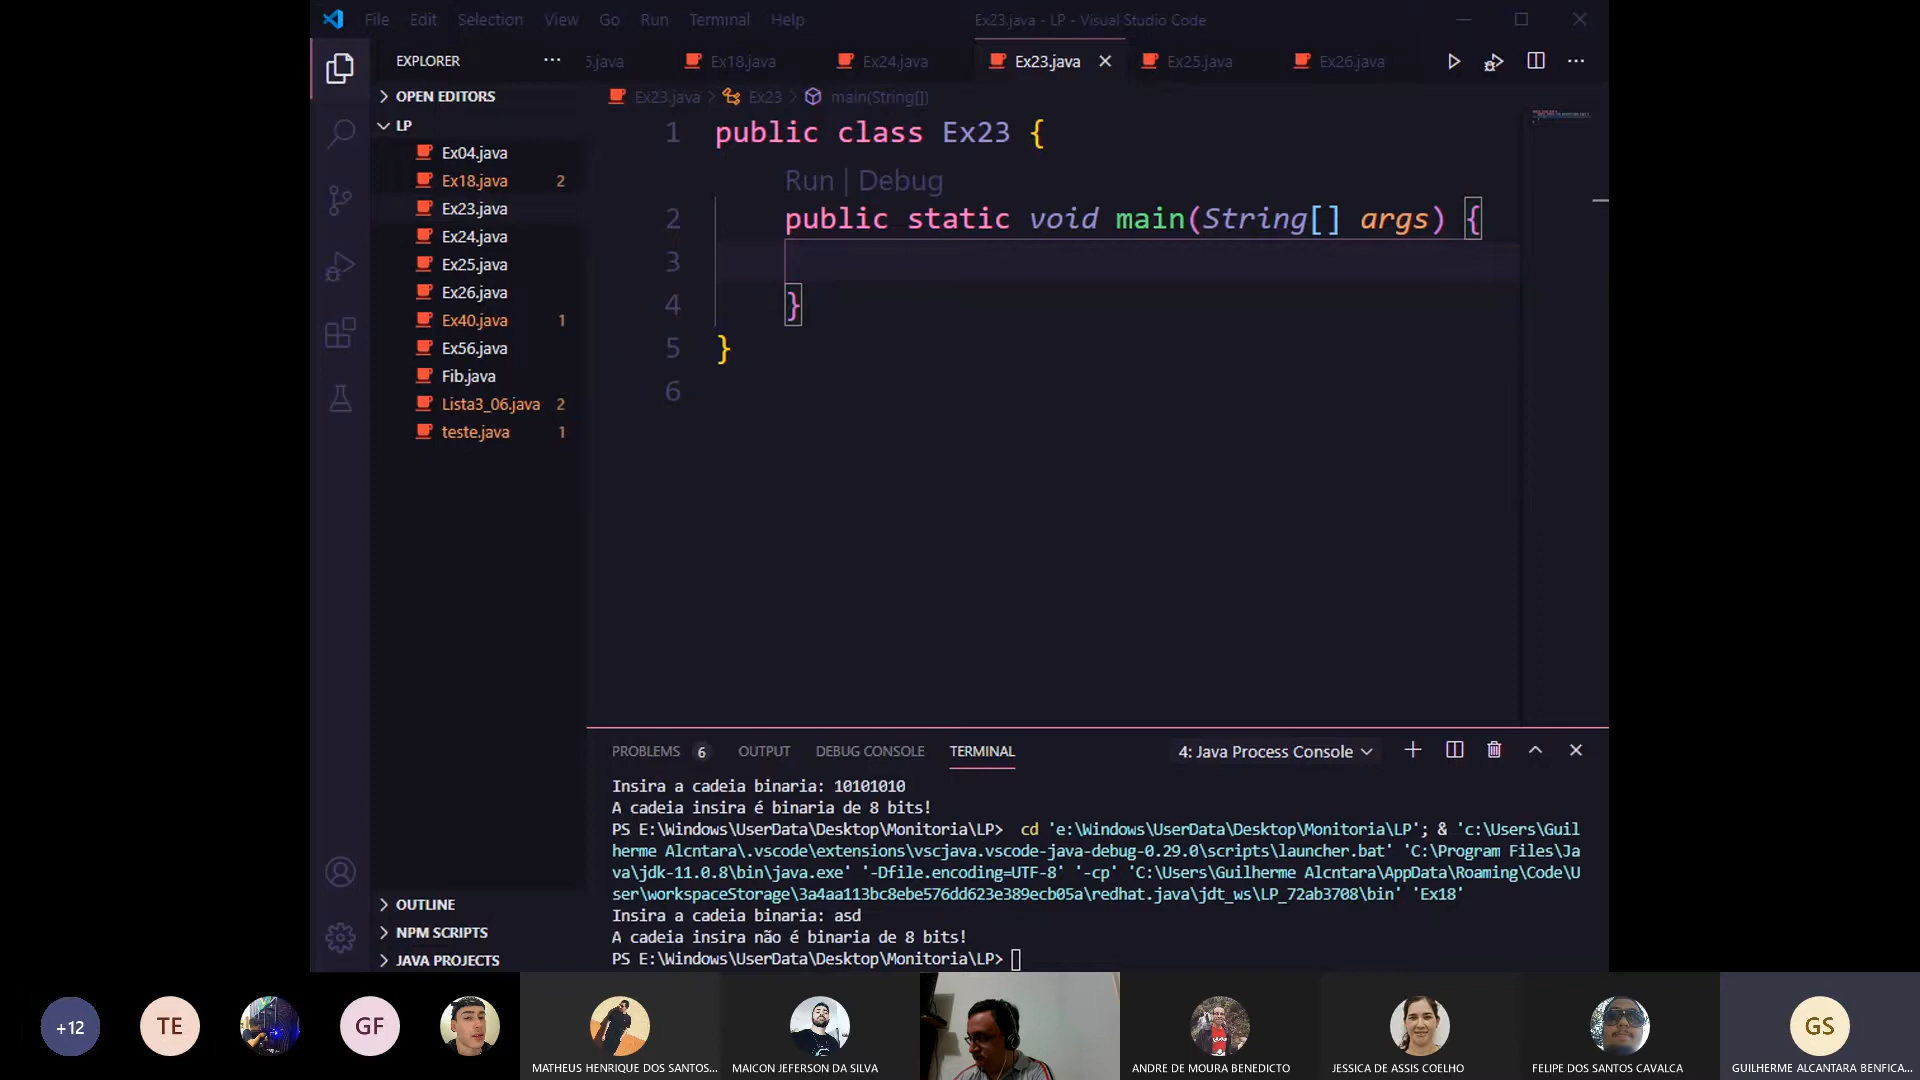 File Edit Selection View Go Run Terminal Help
Ex23.java - LP - Visual Studio Code
EXPLORER ...
5.java Ex18.java Ex24.java Ex23.java Ex25.java Ex26.java
OPEN EDITORS
Ex23.java > Ex23 > main(String[])
LP
Ex04.java
Ex18.java 2
Ex23.java
Ex24.java
Ex25.java
Ex26.java
Ex40.java 1
Ex56.java
Fib.java
Lista3_06.java 2
teste.java 1
OUTLINE
NPM SCRIPTS
JAVA PROJECTS
1 public class Ex23 {
Run | Debug
2 public static void main(String[] args) {
3
4 }
5 }
6
PROBLEMS 6 OUTPUT DEBUG CONSOLE TERMINAL
4: Java Process Console
Insira a cadeia binaria: 10101010
A cadeia insira é binaria de 8 bits!
PS E:\Windows\UserData\Desktop\Monitoria\LP> cd 'e:\Windows\UserData\Desktop\Monitoria\LP'; & 'c:\Users\Guil
herme Alcntara\.vscode\extensions\vscjava.vscode-java-debug-0.29.0\scripts\launcher.bat' 'C:\Program Files\Ja
va\jdk-11.0.8\bin\java.exe' '-Dfile.encoding=UTF-8' '-cp' 'C:\Users\Guilherme Alcntara\AppData\Roaming\Code\U
ser\workspaceStorage\3a4aa113bc8ebe576dd623e389ecb05a\redhat.java\jdt_ws\LP_72ab3708\bin' 'Ex18'
Insira a cadeia binaria: asd
A cadeia insira não é binaria de 8 bits!
PS E:\Windows\UserData\Desktop\Monitoria\LP>
+12 TE GF GS
MATHEUS HENRIQUE DOS SANTOS... MAICON JEFERSON DA SILVA ANDRE DE MOURA BENEDICTO JESSICA DE ASSIS COELHO FELIPE DOS SANTOS CAVALCA GUILHERME ALCANTARA BENFICA...